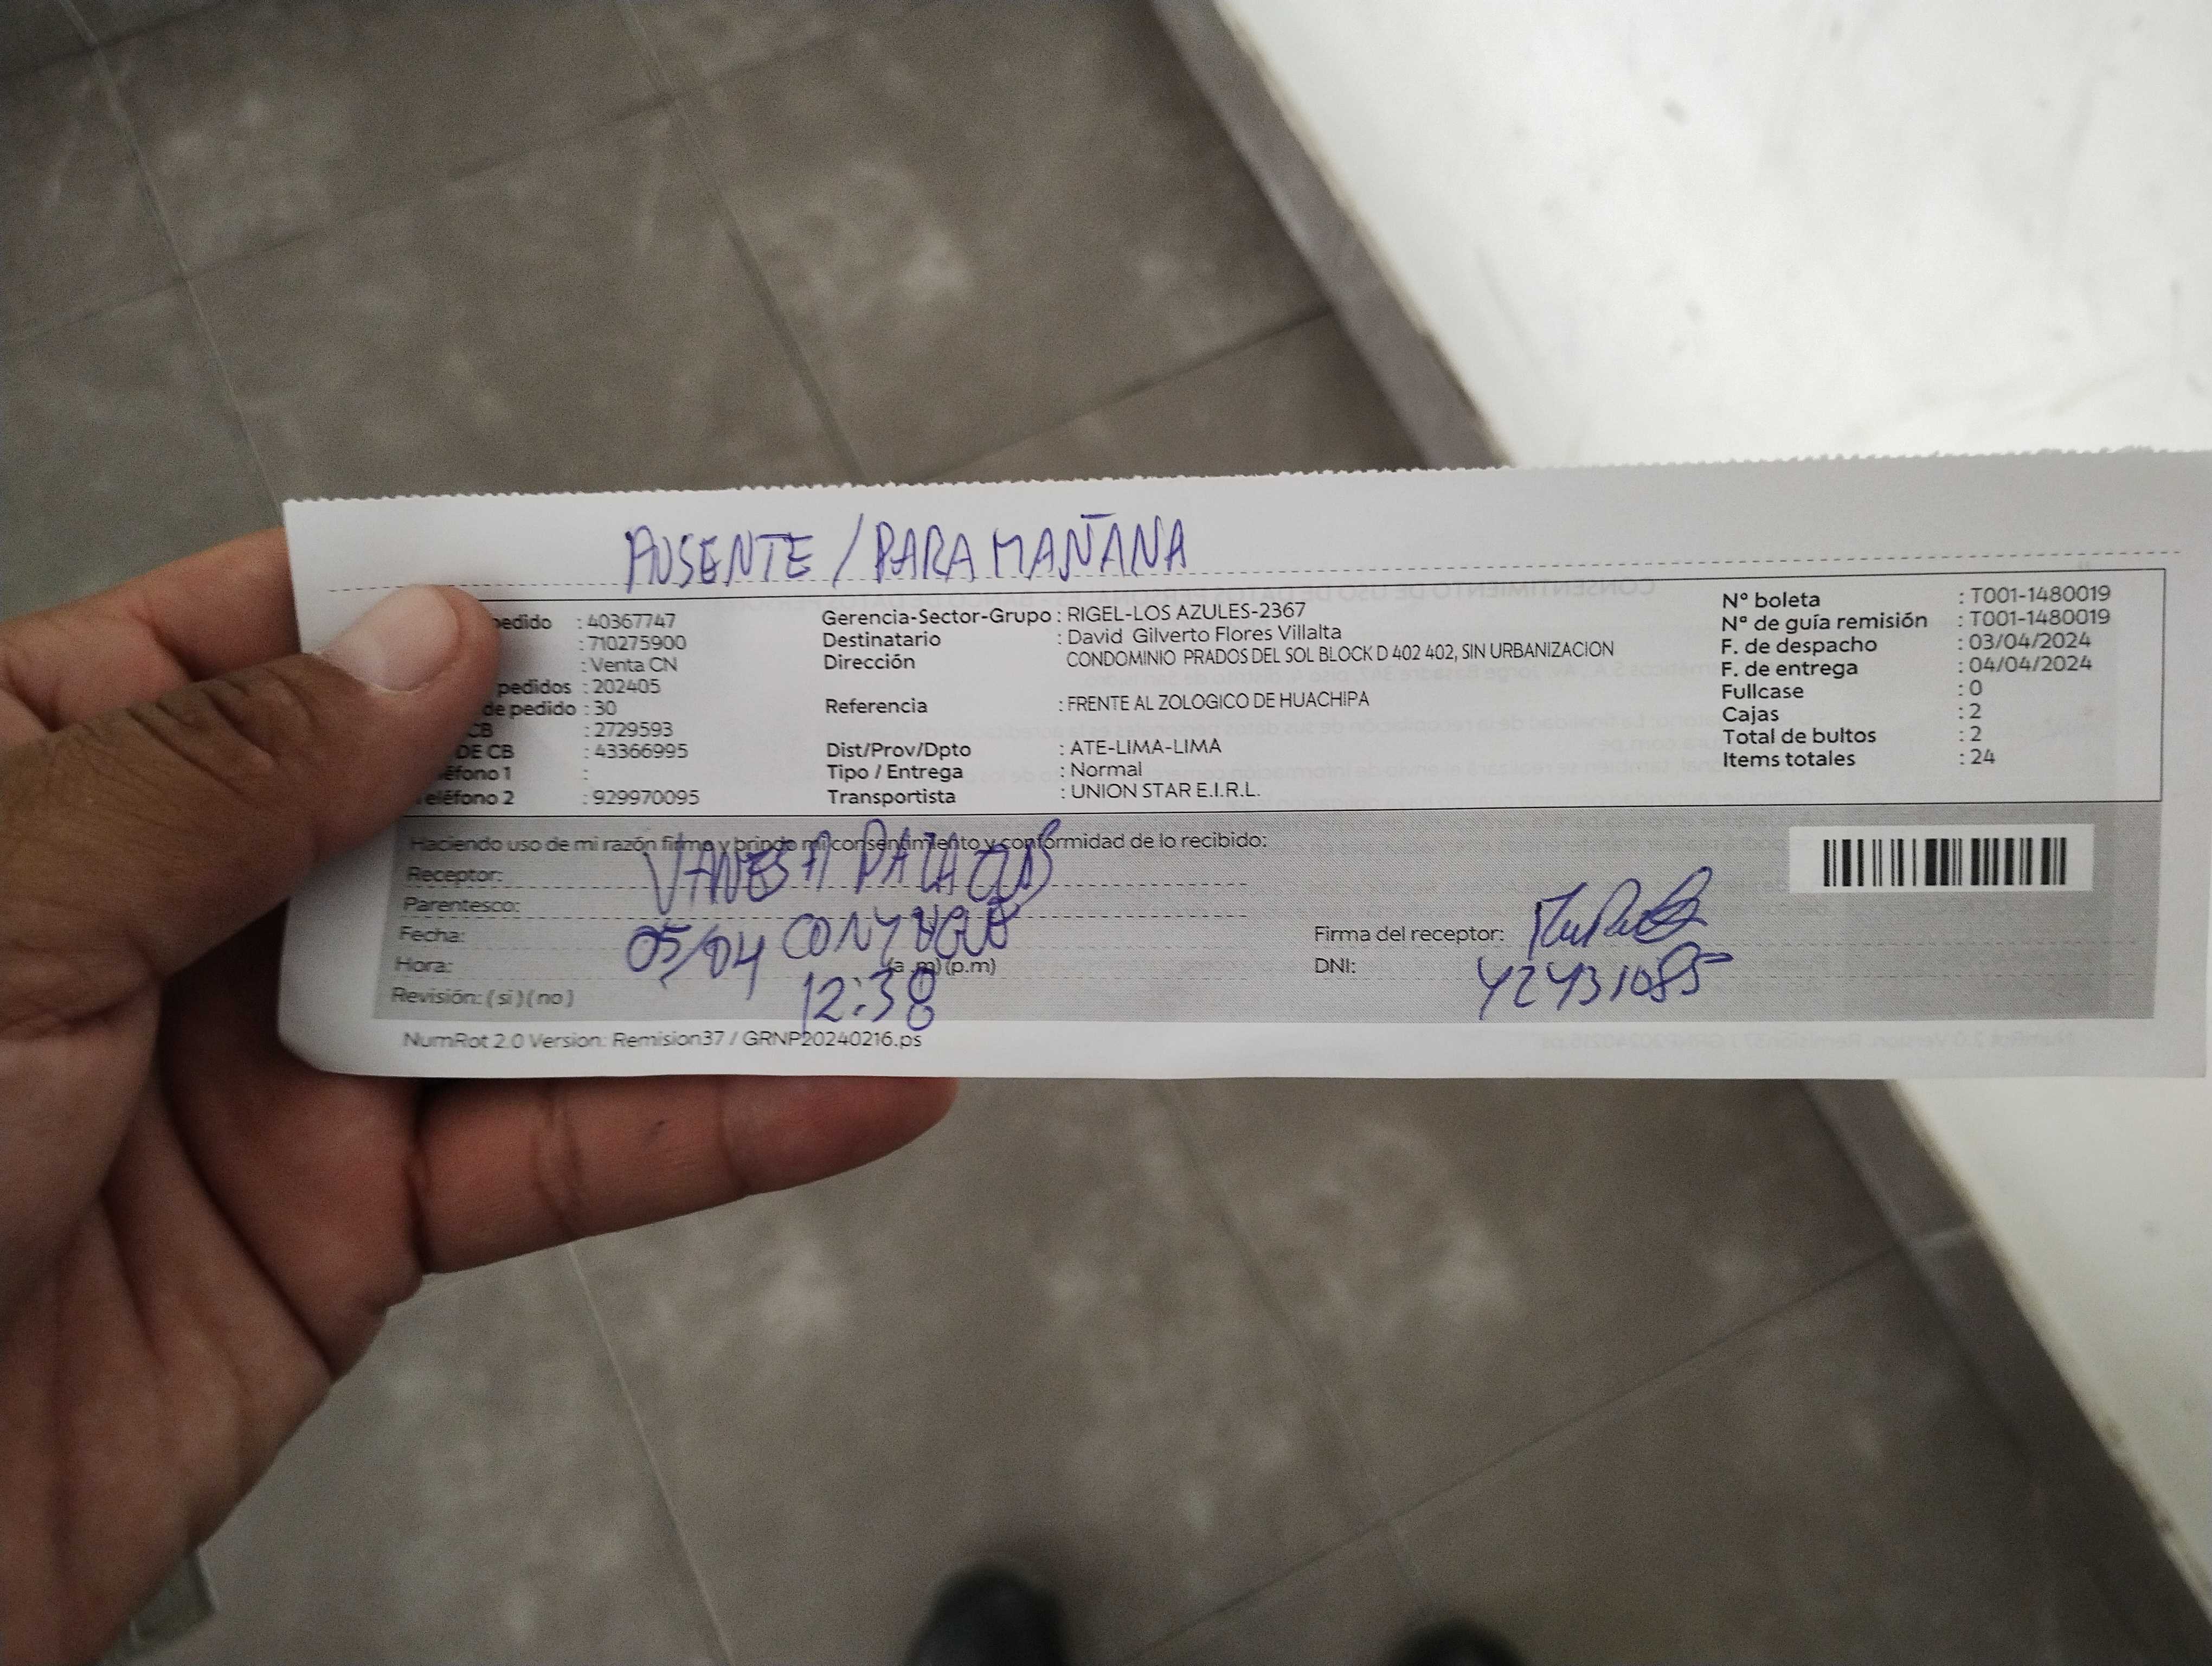 AUSENTE / PARA MAÑANA
pedido : 40367747
: 710275900
: Venta CN
pedidos : 202405
de pedido : 30
CB : 2729593
DE CB : 43366995
éfono 1 :
eléfono 2 : 929970095
Gerencia-Sector-Grupo : RIGEL-LOS AZULES-2367
Destinatario : David Gilverto Flores Villalta
Dirección : CONDOMINIO PRADOS DEL SOL BLOCK D 402 402, SIN URBANIZACION
Referencia : FRENTE AL ZOLOGICO DE HUACHIPA
Dist/Prov/Dpto : ATE-LIMA-LIMA
Tipo / Entrega : Normal
Transportista : UNION STAR E.I.R.L.
Nº boleta : T001-1480019
Nº de guía remisión : T001-1480019
F. de despacho : 03/04/2024
F. de entrega : 04/04/2024
Fullcase : 0
Cajas : 2
Total de bultos : 2
Items totales : 24
Haciendo uso de mi razón firmo y brindo mi consentimiento y conformidad de lo recibido:
Receptor: VANESSA PALACIOS
Parentesco: CONYUGUE
Fecha: 05/04
Hora: 12:38 (a.m) (p.m)
Revisión: ( si ) ( no )
Firma del receptor:
DNI: 42431085
NumRot 2.0 Version: Remision37 / GRNP20240216.ps